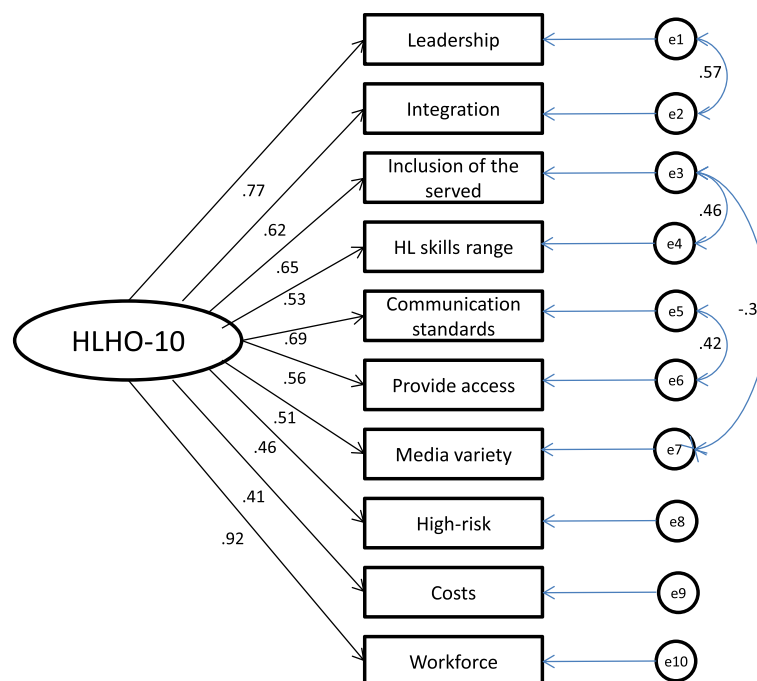 Leadership
e1
.57
Integration
e2
Inclusion of the
served
e3
.77
.62
.46
HL skills range
e4
.65
.53
Communication
standards
e5
-.3
HLHO-10
.69
.42
Provide access
e6
.56
.51
Media variety
e7
.46
.41
High-risk
e8
.92
Costs
e9
Workforce
e10